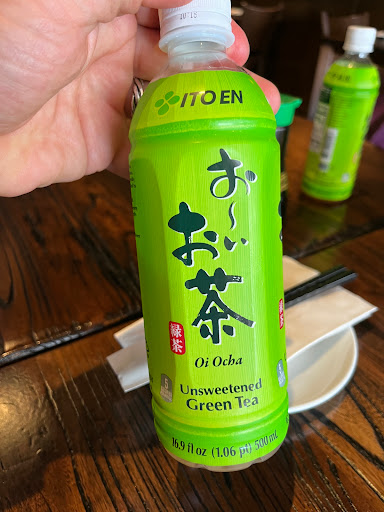 ITO EN
お～い
お茶
緑茶
Oi Ocha
Unsweetened
Green Tea
16.9 fl oz (1.06 pt) 500 mL